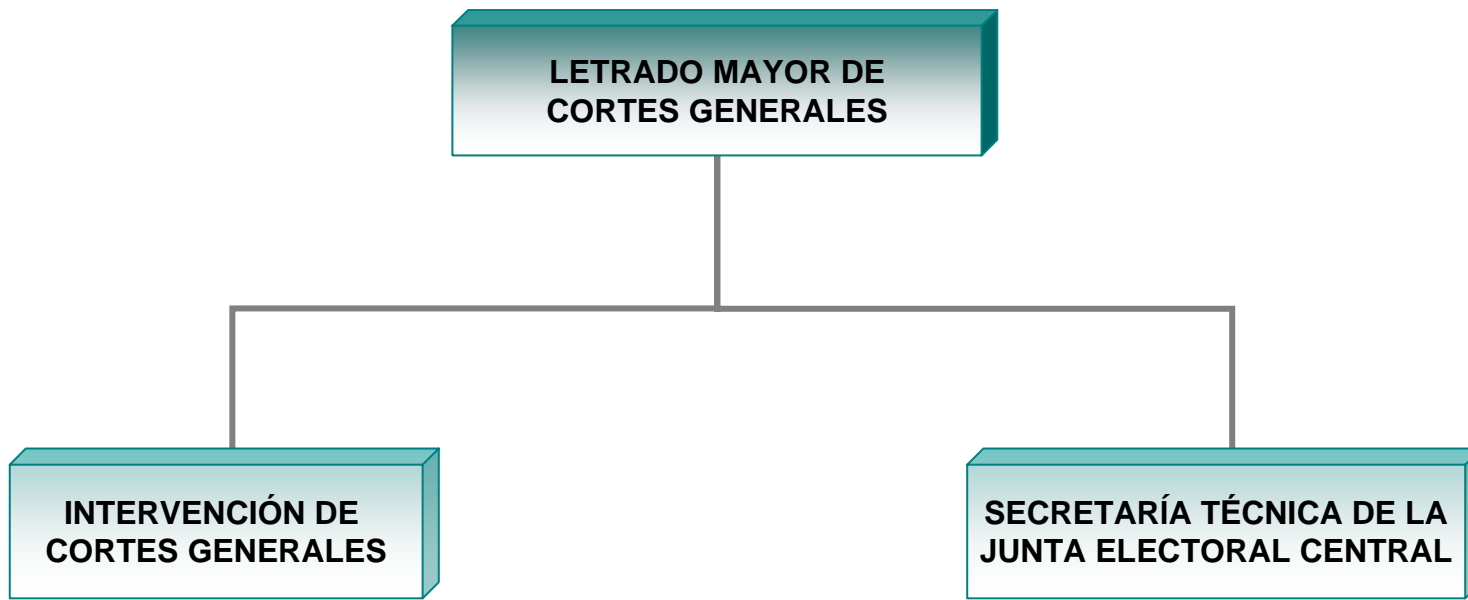 LETRADO MAYOR DE
CORTES GENERALES
INTERVENCIÓN DE
CORTES GENERALES
SECRETARÍA TÉCNICA DE LA
JUNTA ELECTORAL CENTRAL